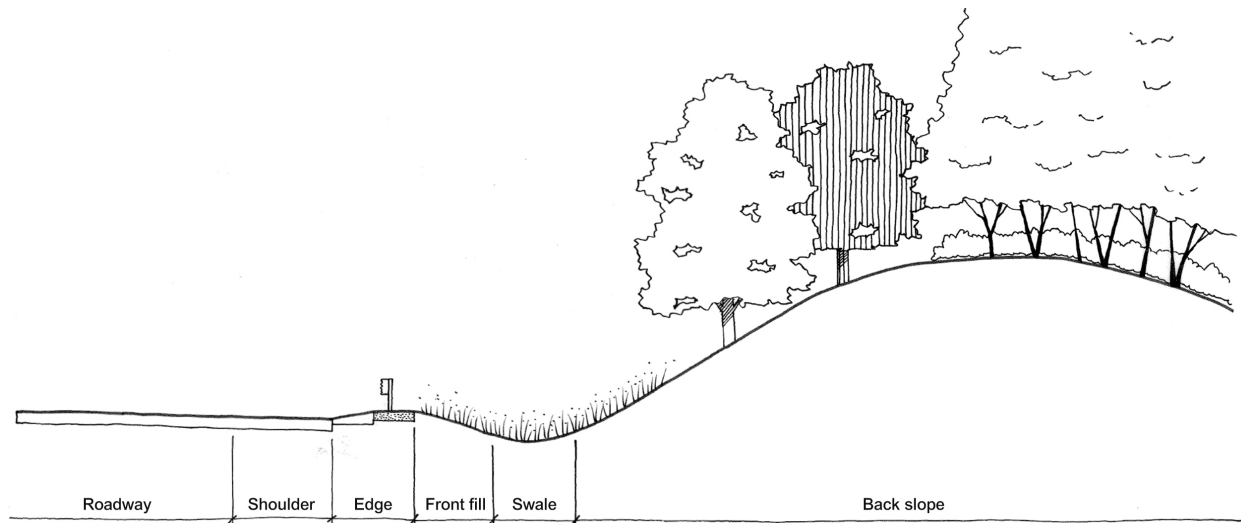 Roadway
Shoulder
Edge
Front fill
Swale
Back slope